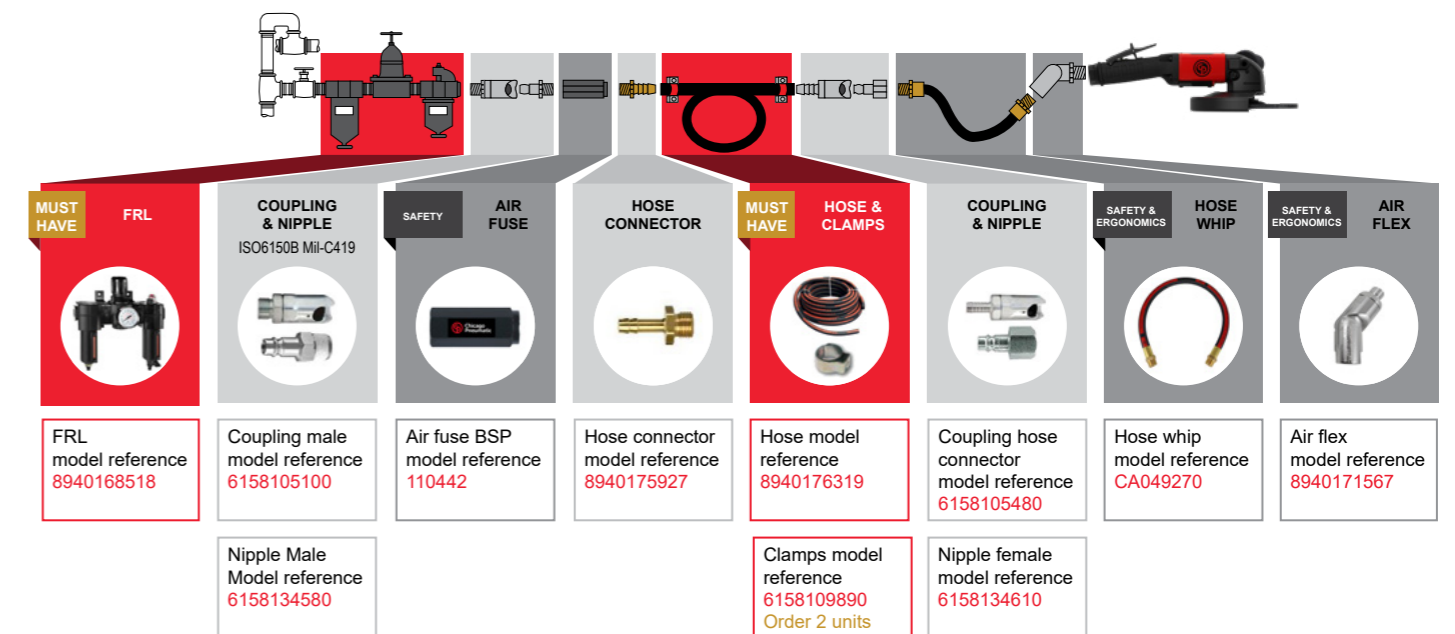 MUST
HAVE
FRL
COUPLING
& NIPPLE
ISO6150B Mil-C419
SAFETY
AIR
FUSE
HOSE
CONNECTOR
MUST
HAVE
HOSE &
CLAMPS
COUPLING
& NIPPLE
SAFETY &
ERGONOMICS
HOSE
WHIP
SAFETY &
ERGONOMICS
AIR
FLEX
Chicago
Pneumatic
FRL
model reference
8940168518
Coupling male
model reference
6158105100
Nipple Male
Model reference
6158134580
Air fuse BSP
model reference
110442
Hose connector
model reference
8940175927
Hose model
reference
8940176319
Clamps model
reference
6158109890
Order 2 units
Coupling hose
connector
model reference
6158105480
Nipple female
model reference
6158134610
Hose whip
model reference
CA049270
Air flex
model reference
8940171567